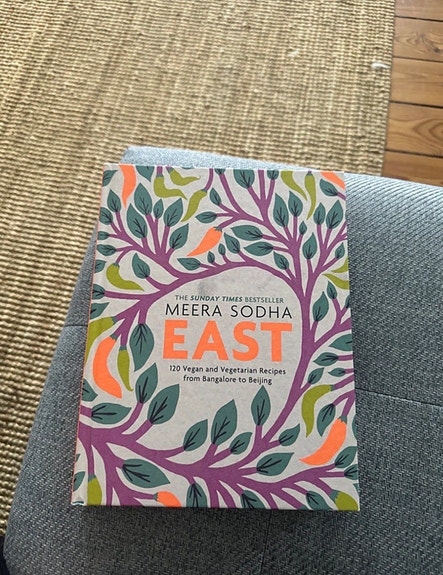 THE SUNDAY TIMES BESTSELLER
MEERA SODHA
EAST
120 Vegan and Vegetarian Recipes
from Bangalore to Beijing